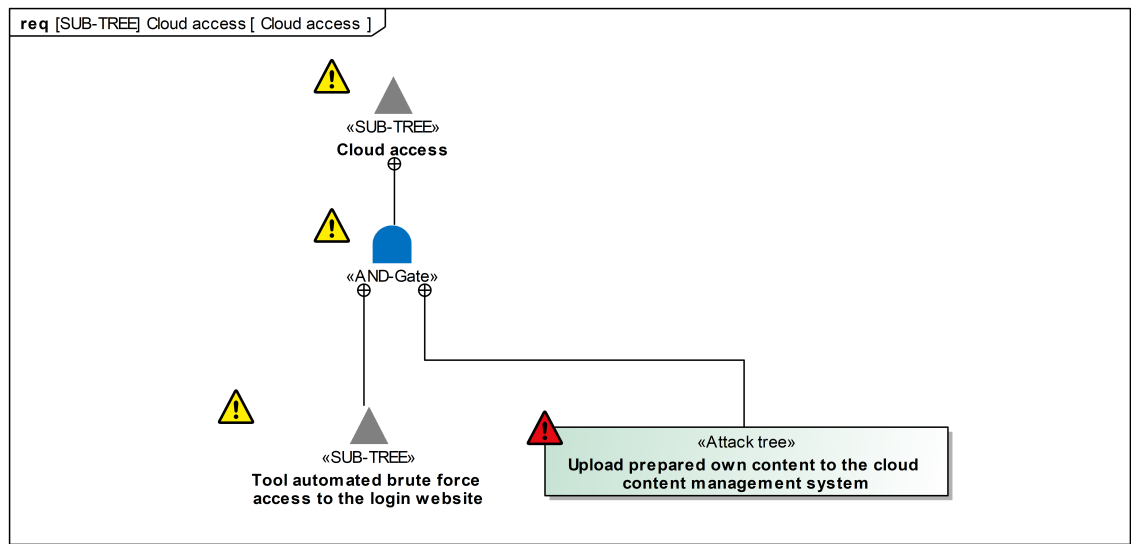 req [SUB-TREE] Cloud access [ Cloud access ]
«SUB-TREE»
Cloud access
«AND-Gate»
«SUB-TREE»
Tool automated brute force
access to the login website
«Attack tree»
Upload prepared own content to the cloud
content management system